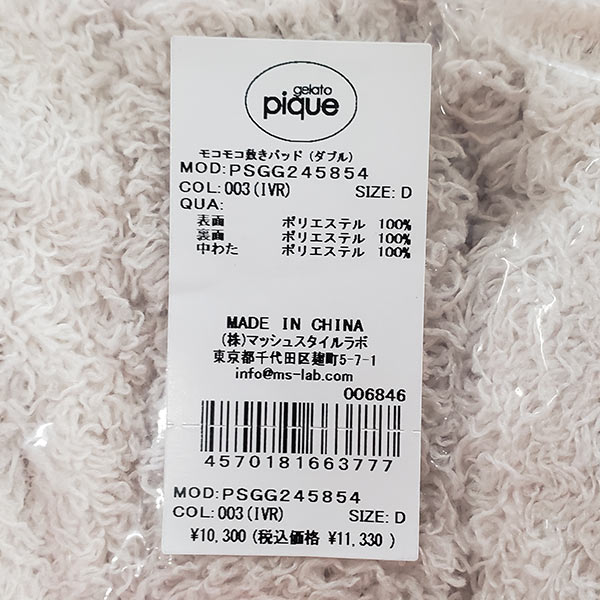 gelato
pique
モコモコ敷きパッド (ダブル)
MOD:PSGG245854
COL:003(IVR) SIZE: D
QUA:
表面 ポリエステル 100%
裏面 ポリエステル 100%
中わた ポリエステル 100%
MADE IN CHINA
(株)マッシュスタイルラボ
東京都千代田区麹町5-7-1
info@ms-lab.com
006846
4570181663777
MOD:PSGG245854
COL:003(IVR) SIZE: D
¥10,300 (税込価格 ¥11,330 )